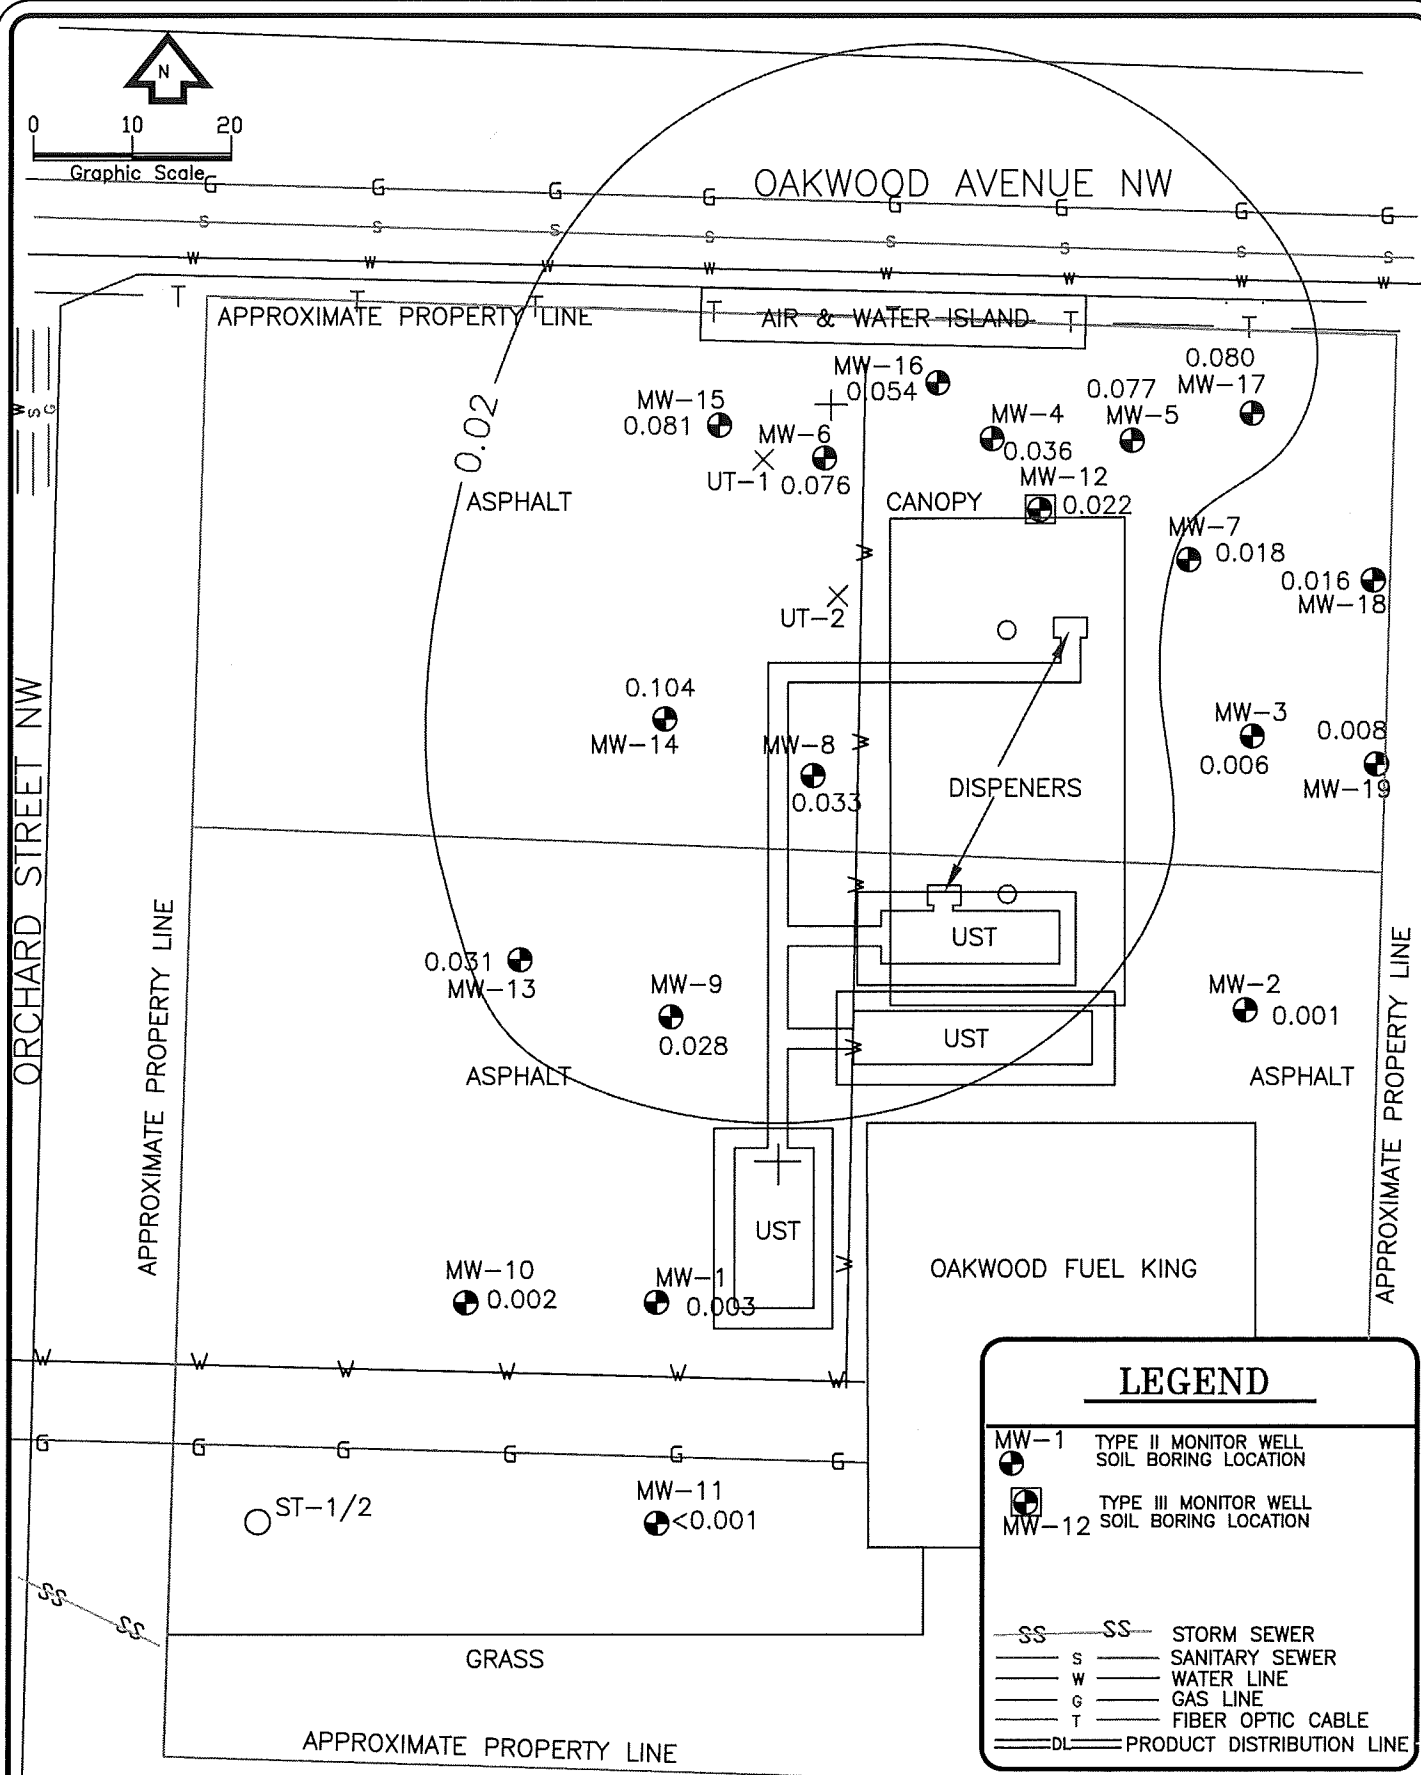 N
0 10 20
Graphic Scale
OAKWOOD AVENUE NW
G G G G G G G G
S S S S S S S S
W W W W W W W W
T T T T T T T
APPROXIMATE PROPERTY LINE
AIR & WATER ISLAND
W S G
0.02
MW-15
0.081
MW-6
0.076
UT-1
MW-16
0.054
MW-4
0.036
0.077
MW-5
0.080
MW-17
MW-12
0.022
ASPHALT
CANOPY
MW-7
0.018
0.016
MW-18
W
UT-2
0.104
MW-14
MW-8
0.033
W
DISPENERS
MW-3
0.006
0.008
MW-19
ORCHARD STREET NW
APPROXIMATE PROPERTY LINE
W
UST
0.031
MW-13
MW-9
0.028
UST
W
MW-2
0.001
ASPHALT
ASPHALT
APPROXIMATE PROPERTY LINE
UST
W
OAKWOOD FUEL KING
MW-10
0.002
MW-1
0.003
W W W W W W
G G G G G G
ST-1/2
MW-11
<0.001
SS SS
GRASS
APPROXIMATE PROPERTY LINE
LEGEND
MW-1 TYPE II MONITOR WELL
SOIL BORING LOCATION
TYPE III MONITOR WELL
MW-12 SOIL BORING LOCATION
SS SS STORM SEWER
S SANITARY SEWER
W WATER LINE
G GAS LINE
T FIBER OPTIC CABLE
DL PRODUCT DISTRIBUTION LINE